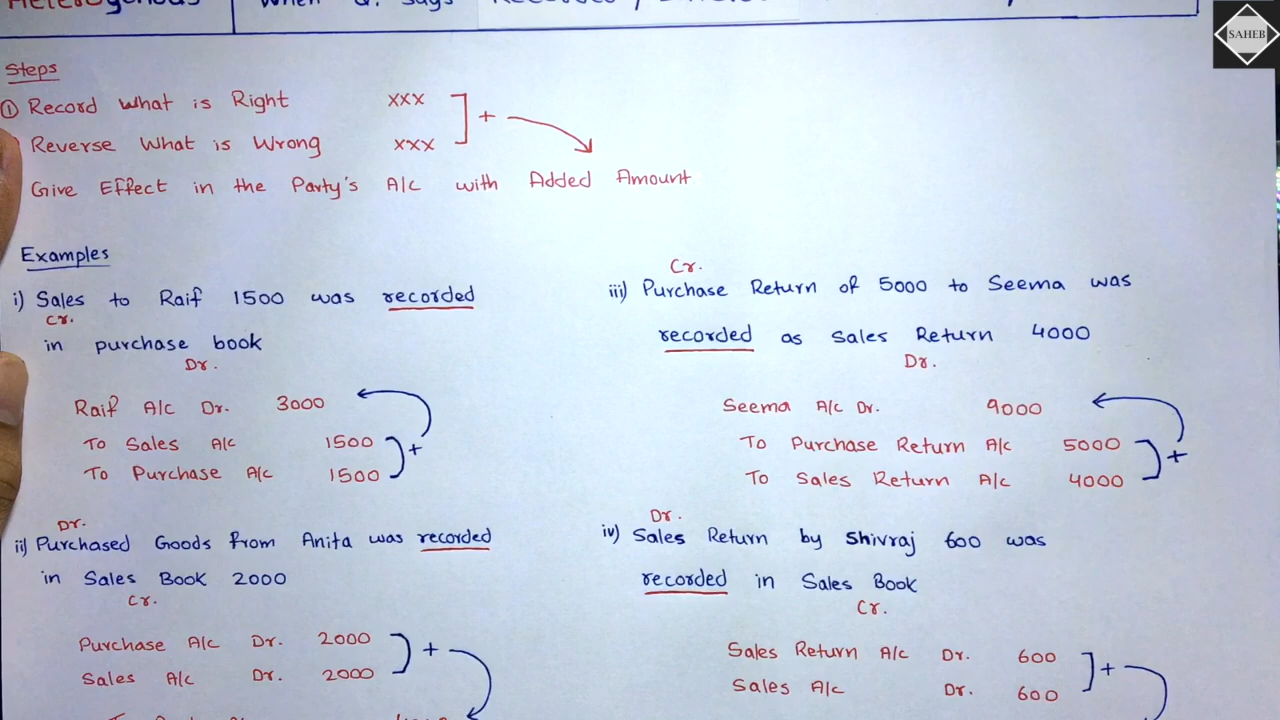 When Q. says
SAHEB
Steps
① Record What is Right xxx
Reverse What is Wrong xxx
+
Give Effect in the Party's A/c with Added Amount
Examples
i) Sales to Raif 1500 was recorded
Cr.
in purchase book
Dr.
Raif A/c Dr. 3000
To Sales A/c 1500
To Purchase A/c 1500
+
Dr.
ii) Purchased Goods from Anita was recorded
in Sales Book 2000
Cr.
Purchase A/c Dr. 2000
Sales A/c Dr. 2000
+
Cr.
iii) Purchase Return of 5000 to Seema was
recorded as Sales Return 4000
Dr.
Seema A/c Dr. 9000
To Purchase Return A/c 5000
To Sales Return A/c 4000
+
Dr.
iv) Sales Return by Shivraj 600 was
recorded in Sales Book
Cr.
Sales Return A/c Dr. 600
Sales A/c Dr. 600
+